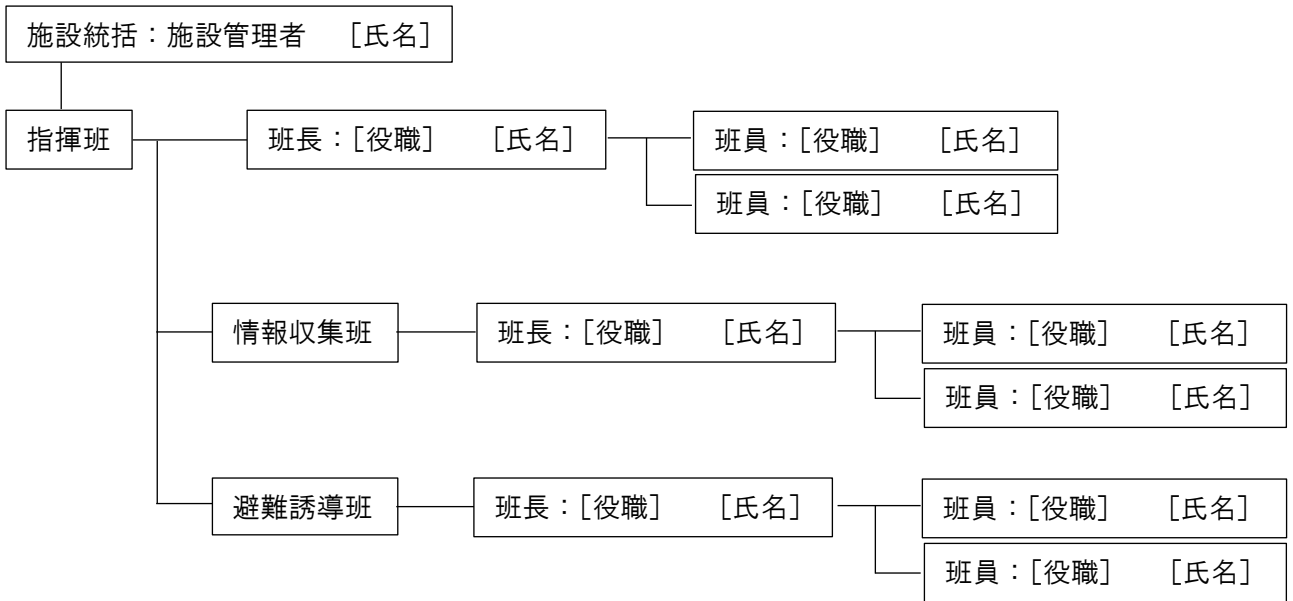 施設統括：施設管理者　［氏名］
指揮班
班長：［役職］　［氏名］
班員：［役職］　［氏名］
班員：［役職］　［氏名］
情報収集班
班長：［役職］　［氏名］
班員：［役職］　［氏名］
班員：［役職］　［氏名］
避難誘導班
班長：［役職］　［氏名］
班員：［役職］　［氏名］
班員：［役職］　［氏名］